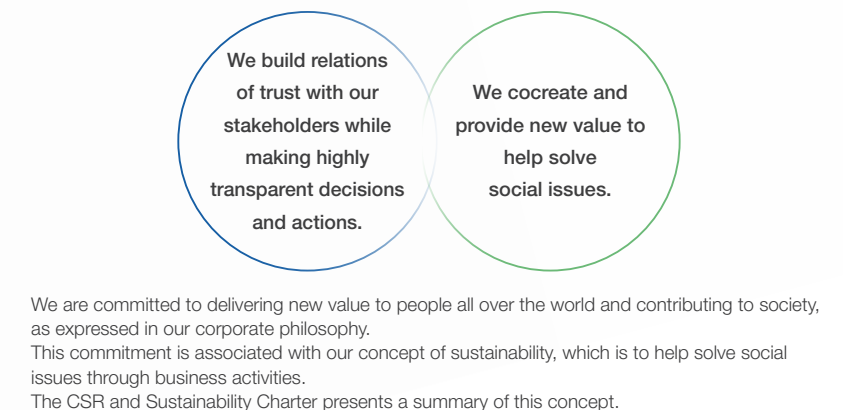 We build relations
of trust with our
stakeholders while
making highly
transparent decisions
and actions.
We cocreate and
provide new value to
help solve
social issues.
We are committed to delivering new value to people all over the world and contributing to society,
as expressed in our corporate philosophy.
This commitment is associated with our concept of sustainability, which is to help solve social
issues through business activities.
The CSR and Sustainability Charter presents a summary of this concept.